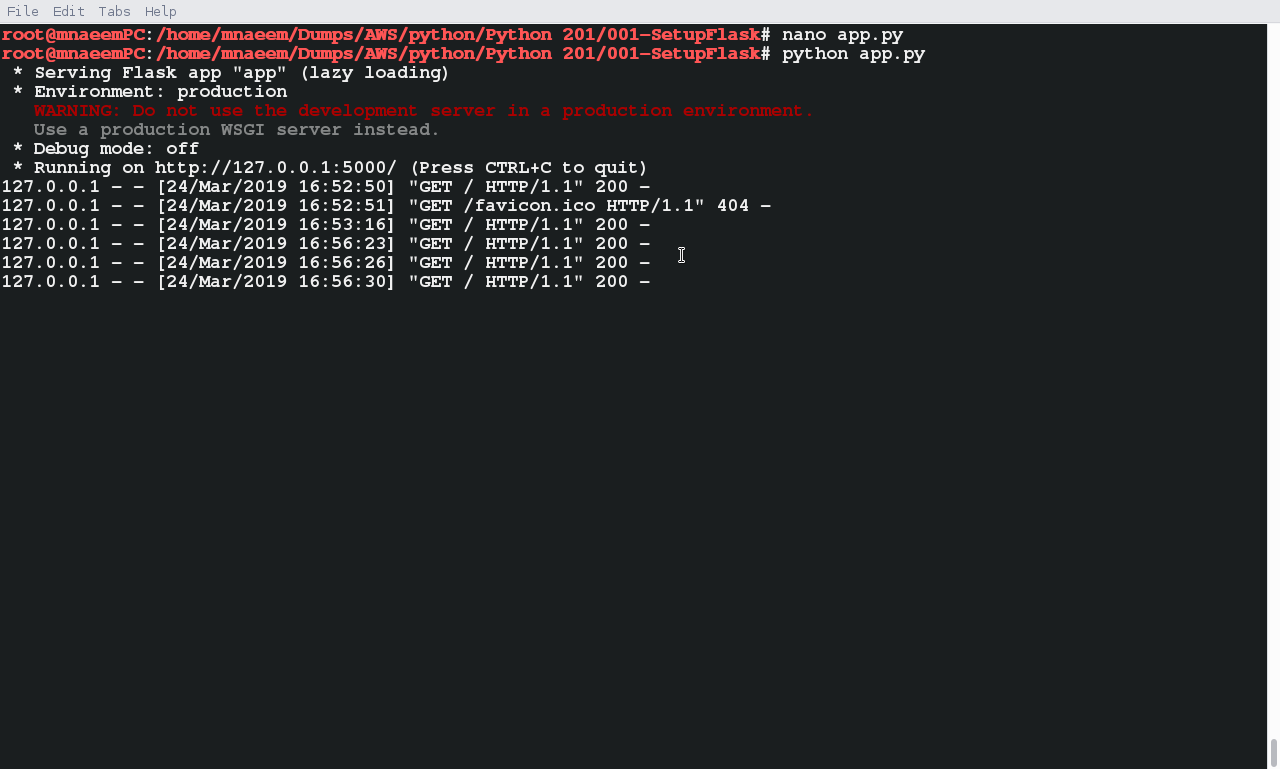 File Edit Tabs Help
root@mnaeemPC:/home/mnaeem/Dumps/AWS/python/Python 201/001-SetupFlask# nano app.py
root@mnaeemPC:/home/mnaeem/Dumps/AWS/python/Python 201/001-SetupFlask# python app.py
 * Serving Flask app "app" (lazy loading)
 * Environment: production
   WARNING: Do not use the development server in a production environment.
   Use a production WSGI server instead.
 * Debug mode: off
 * Running on http://127.0.0.1:5000/ (Press CTRL+C to quit)
127.0.0.1 - - [24/Mar/2019 16:52:50] "GET / HTTP/1.1" 200 -
127.0.0.1 - - [24/Mar/2019 16:52:51] "GET /favicon.ico HTTP/1.1" 404 -
127.0.0.1 - - [24/Mar/2019 16:53:16] "GET / HTTP/1.1" 200 -
127.0.0.1 - - [24/Mar/2019 16:56:23] "GET / HTTP/1.1" 200 -
127.0.0.1 - - [24/Mar/2019 16:56:26] "GET / HTTP/1.1" 200 -
127.0.0.1 - - [24/Mar/2019 16:56:30] "GET / HTTP/1.1" 200 -